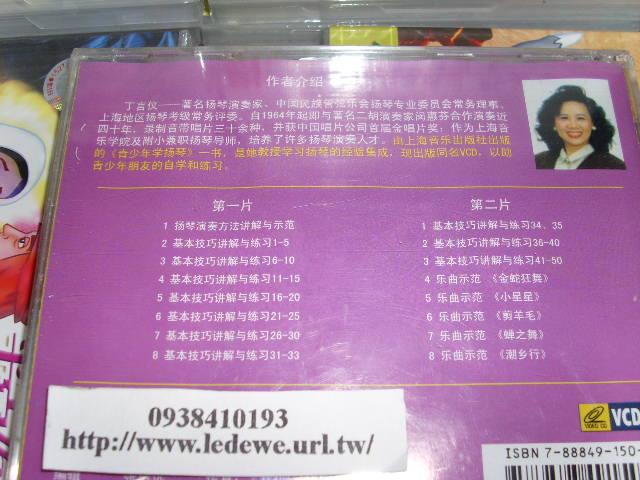 作者介绍
丁言仪——著名扬琴演奏家、中国民族管弦乐会扬琴专业委员会常务理事、
上海地区扬琴考级常务评委。自1964年起即与著名二胡演奏家闵惠芬合作演奏近
四十年，录制音带唱片三十余种，并获中国唱片公司首届金唱片奖；作为上海音
乐学院及附小兼职扬琴导师，培养了许多扬琴演奏人才。由上海音乐出版社出版
的《青少年学扬琴》一书，是她教授学习扬琴的经验集成，现出版同名VCD，以助
青少年朋友的自学和练习。
第一片
1 扬琴演奏方法讲解与示范
2 基本技巧讲解与练习1-5
3 基本技巧讲解与练习6-10
4 基本技巧讲解与练习11-15
5 基本技巧讲解与练习16-20
6 基本技巧讲解与练习21-25
7 基本技巧讲解与练习26-30
8 基本技巧讲解与练习31-33
第二片
1 基本技巧讲解与练习34、35
2 基本技巧讲解与练习36-40
3 基本技巧讲解与练习41-50
4 乐曲示范 《金蛇狂舞》
5 乐曲示范 《小星星》
6 乐曲示范 《剪羊毛》
7 乐曲示范 《蝉之舞》
8 乐曲示范 《潮乡行》
0938410193
http://www.ledewe.url.tw/
VIDEO CD
VCD
ISBN 7-88849-150-